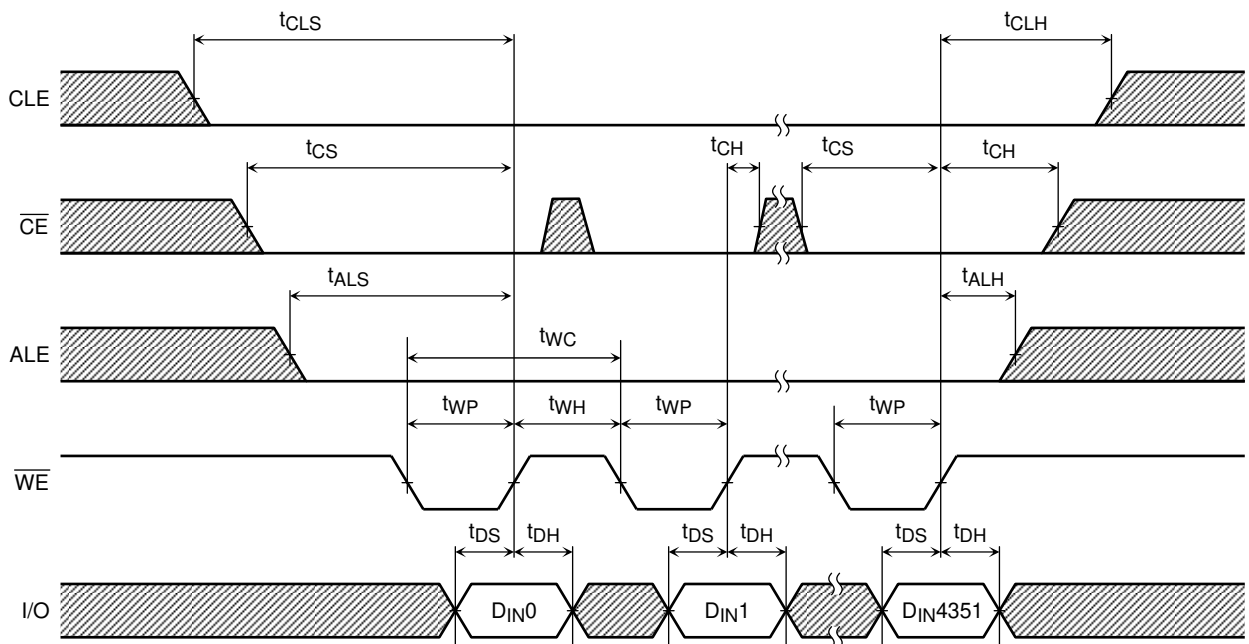 tCLS
tCLH
CLE
tCS
tCH
tCS
tCH
CE
tALS
tALH
tWC
ALE
tWP
tWH
tWP
tWP
WE
tDS
tDH
tDS
tDH
tDS
tDH
I/O
DIN0
DIN1
DIN4351